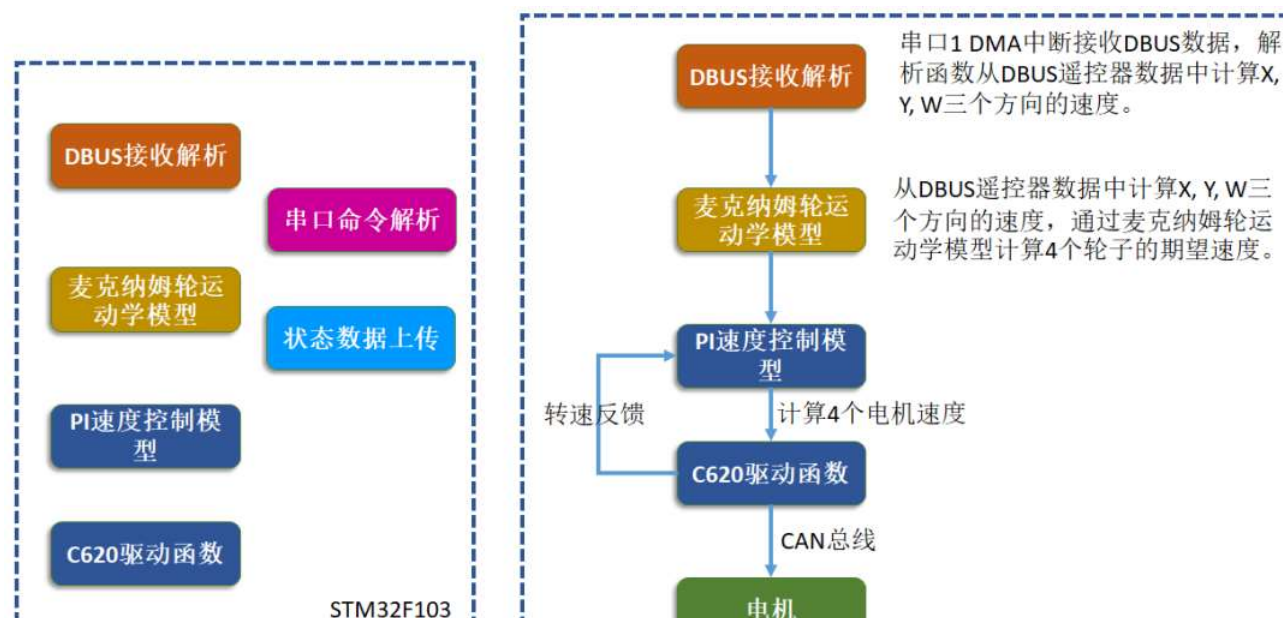 DBUS接收解析
串口命令解析
麦克纳姆轮运
动学模型
状态数据上传
PI速度控制模
型
C620驱动函数
STM32F103
DBUS接收解析
串口1 DMA中断接收DBUS数据，解
析函数从DBUS遥控器数据中计算X,
Y, W三个方向的速度。
麦克纳姆轮运
动学模型
从DBUS遥控器数据中计算X, Y, W三
个方向的速度，通过麦克纳姆轮运
动学模型计算4个轮子的期望速度。
PI速度控制模
型
转速反馈
计算4个电机速度
C620驱动函数
CAN总线
电机